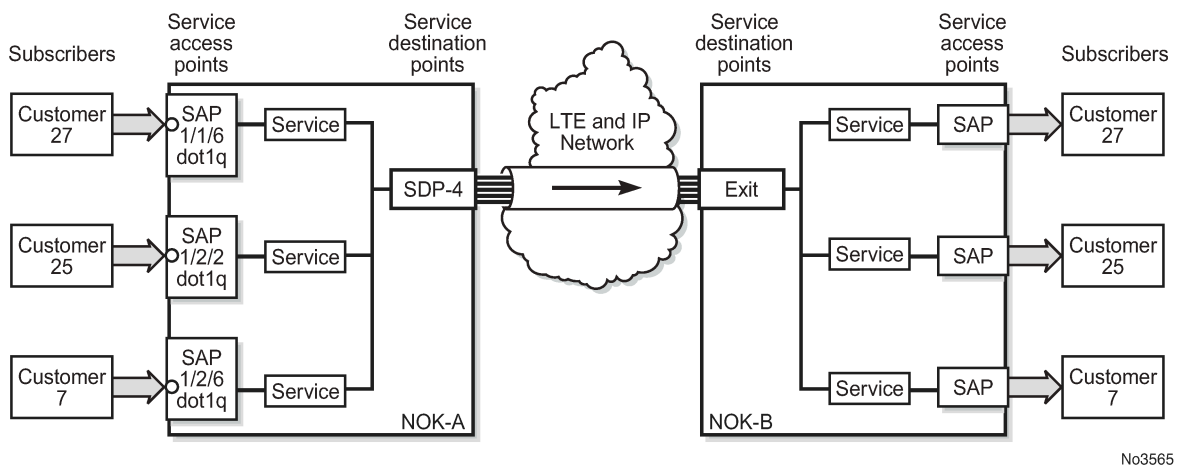 Subscribers
Service
access
points
Service
destination
points
Service
destination
points
Service
access
points
Subscribers
Customer
27
SAP
1/1/6
dot1q
Service
LTE and IP
Network
Service
SAP
Customer
27
SDP-4
Exit
Customer
25
SAP
1/2/2
dot1q
Service
Service
SAP
Customer
25
Customer
7
SAP
1/2/6
dot1q
Service
NOK-A
NOK-B
Service
SAP
Customer
7
No3565